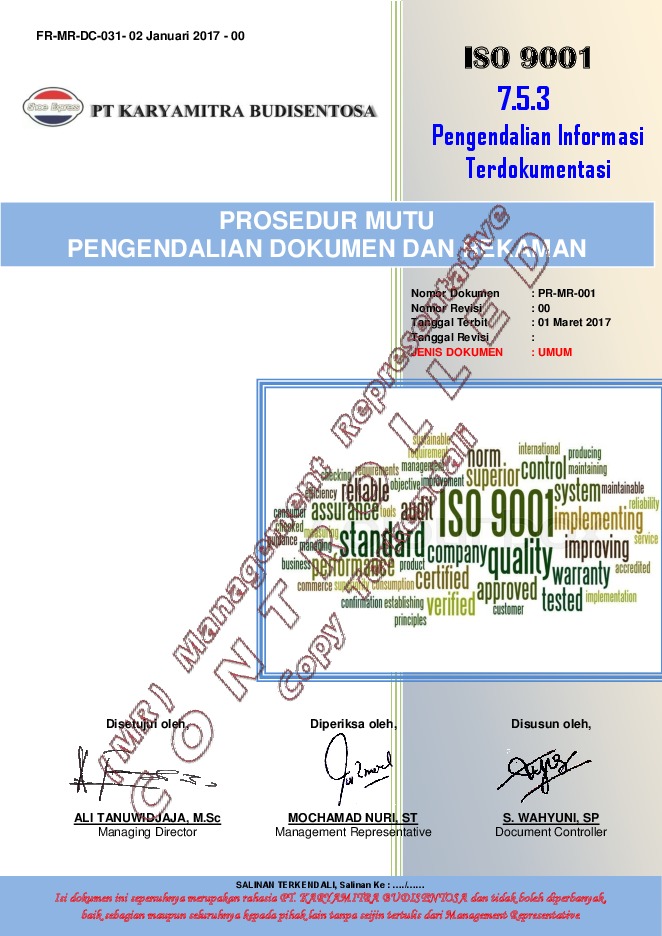 FR-MR-DC-031- 02 Januari 2017 - 00
ISO 9001
7.5.3
Pengendalian Informasi
Terdokumentasi
Shoe Express
PT KARYAMITRA BUDISENTOSA
PROSEDUR MUTU
PENGENDALIAN DOKUMEN DAN REKAMAN
Nomor Dokumen : PR-MR-001
Nomor Revisi : 00
Tanggal Terbit : 01 Maret 2017
Tanggal Revisi :
JENIS DOKUMEN : UMUM
(MR) Management Representative
CONTROLLED
Copy Terkendali
sustainable
requirement
norm
international
producing
checking
requirements
management
superior
control
maintaining
efficiency
reliable
objective
improvement
system
maintainable
consumer
assurance
tools
audit
ISO 9001
reliability
checked
measuring
implementing
guidance
managing
standard
company
quality
improving
service
business
performance
product
certified
warranty
accredited
commerce
consumption
approved
confirmation
establishing
verified
customer
tested
implementation
principles
Disetujui oleh,
Diperiksa oleh,
Disusun oleh,
ALI TANUWIDJAJA, M.Sc
MOCHAMAD NURI, ST
S. WAHYUNI, SP
Managing Director
Management Representative
Document Controller
SALINAN TERKENDALI, Salinan Ke : ..../......
Isi dokumen ini sepenuhnya merupakan rahasia PT. KARYAMITRA BUDISENTOSA dan tidak boleh diperbanyak,
baik sebagian maupun seluruhnya kepada pihak lain tanpa seijin tertulis dari Management Representative.